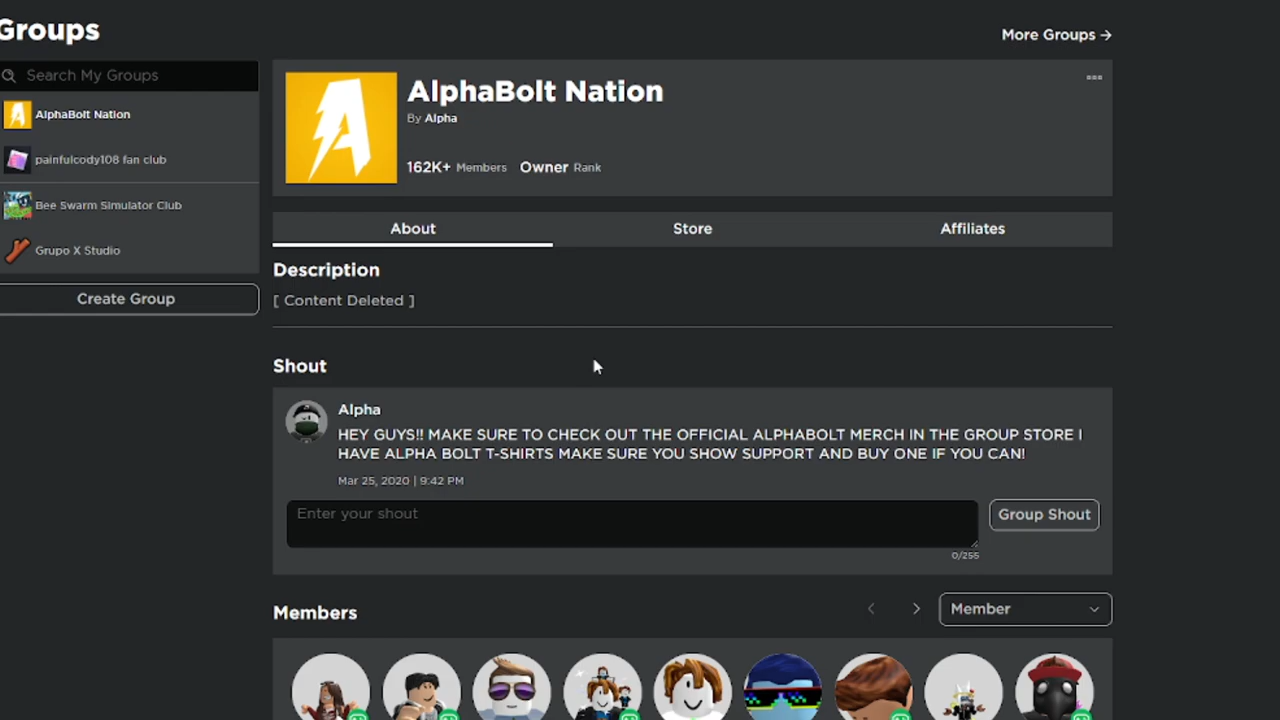 Groups
More Groups →
Search My Groups
AlphaBolt Nation
painfulcody108 fan club
Bee Swarm Simulator Club
Grupo X Studio
Create Group
AlphaBolt Nation
By Alpha
162K+ Members Owner Rank
About Store Affiliates
Description
[ Content Deleted ]
Shout
Alpha
HEY GUYS!! MAKE SURE TO CHECK OUT THE OFFICIAL ALPHABOLT MERCH IN THE GROUP STORE I
HAVE ALPHA BOLT T-SHIRTS MAKE SURE YOU SHOW SUPPORT AND BUY ONE IF YOU CAN!
Mar 25, 2020 | 9:42 PM
Enter your shout
Group Shout
0/255
Members
Member